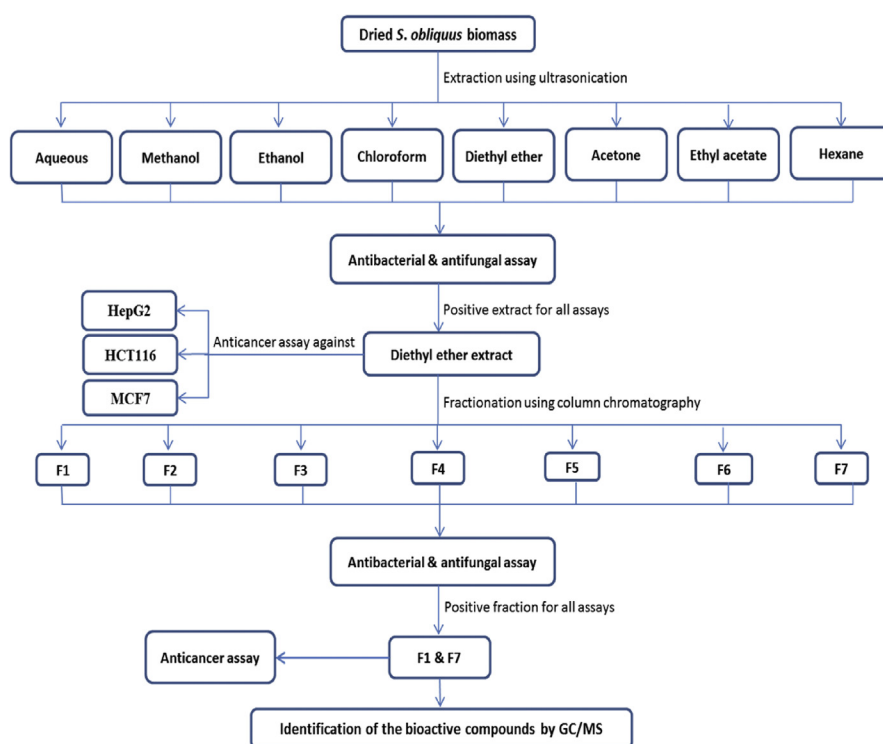 Dried S. obliquus biomass
Extraction using ultrasonication
Aqueous
Methanol
Ethanol
Chloroform
Diethyl ether
Acetone
Ethyl acetate
Hexane
Antibacterial & antifungal assay
Positive extract for all assays
HepG2
HCT116
MCF7
Anticancer assay against
Diethyl ether extract
Fractionation using column chromatography
F1
F2
F3
F4
F5
F6
F7
Antibacterial & antifungal assay
Positive fraction for all assays
Anticancer assay
F1 & F7
Identification of the bioactive compounds by GC/MS